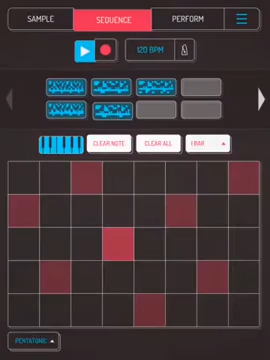 SAMPLE SEQUENCE PERFORM
120 BPM
CLEAR NOTE CLEAR ALL 1 BAR
PENTATONIC